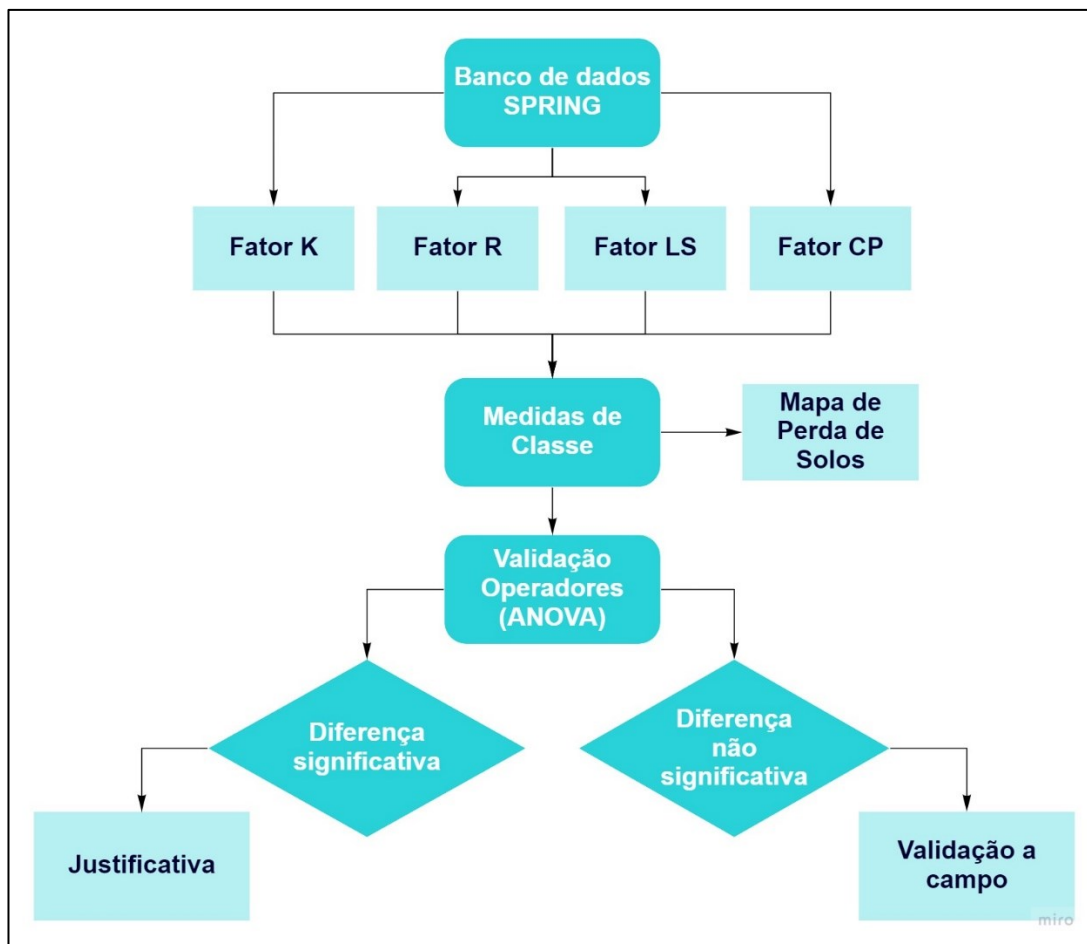 Banco de dados
SPRING
Fator K
Fator R
Fator LS
Fator CP
Medidas de
Classe
Mapa de
Perda de
Solos
Validação
Operadores
(ANOVA)
Diferença
significativa
Diferença
não
significativa
Justificativa
Validação a
campo
miro